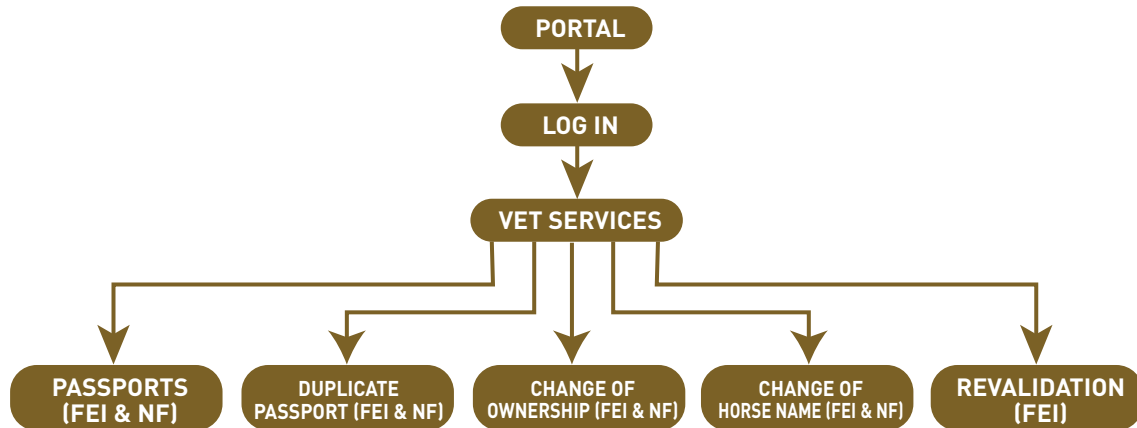 PORTAL
LOG IN
VET SERVICES
PASSPORTS
(FEI & NF)
DUPLICATE
PASSPORT (FEI & NF)
CHANGE OF
OWNERSHIP (FEI & NF)
CHANGE OF
HORSE NAME (FEI & NF)
REVALIDATION
(FEI)